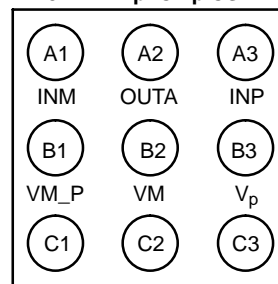 A1 A2 A3
INM OUTA INP
B1 B2 B3
VM_P VM Vp
C1 C2 C3